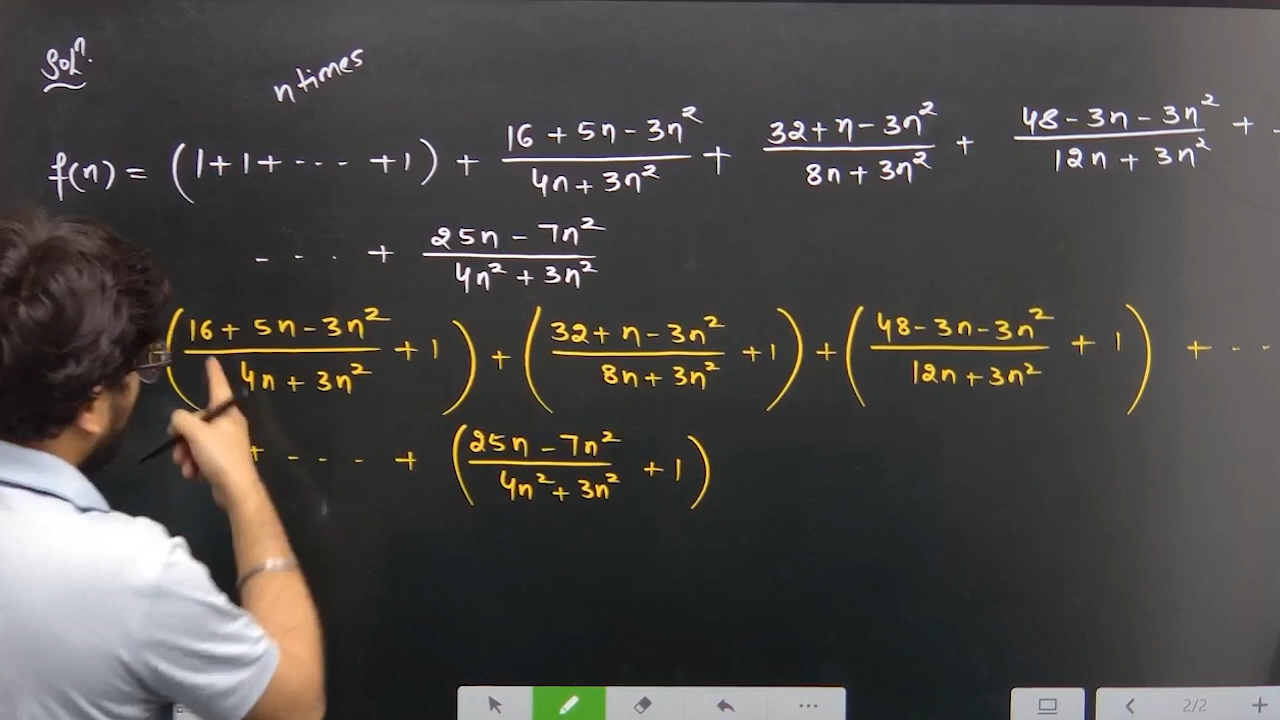 Solⁿ.
n times
f(n) = (1+1+ ---- +1) + (16 + 5n - 3n²)/(4n + 3n²) + (32 + n - 3n²)/(8n + 3n²) + (48 - 3n - 3n²)/(12n + 3n²) + -
- - - . + (25n - 7n²)/(4n² + 3n²)
((16 + 5n - 3n²)/(4n + 3n²) + 1) + ((32 + n - 3n²)/(8n + 3n²) + 1) + ((48 - 3n - 3n²)/(12n + 3n²) + 1) + - - -
+ - - - - + ((25n - 7n²)/(4n² + 3n²) + 1)
2/2